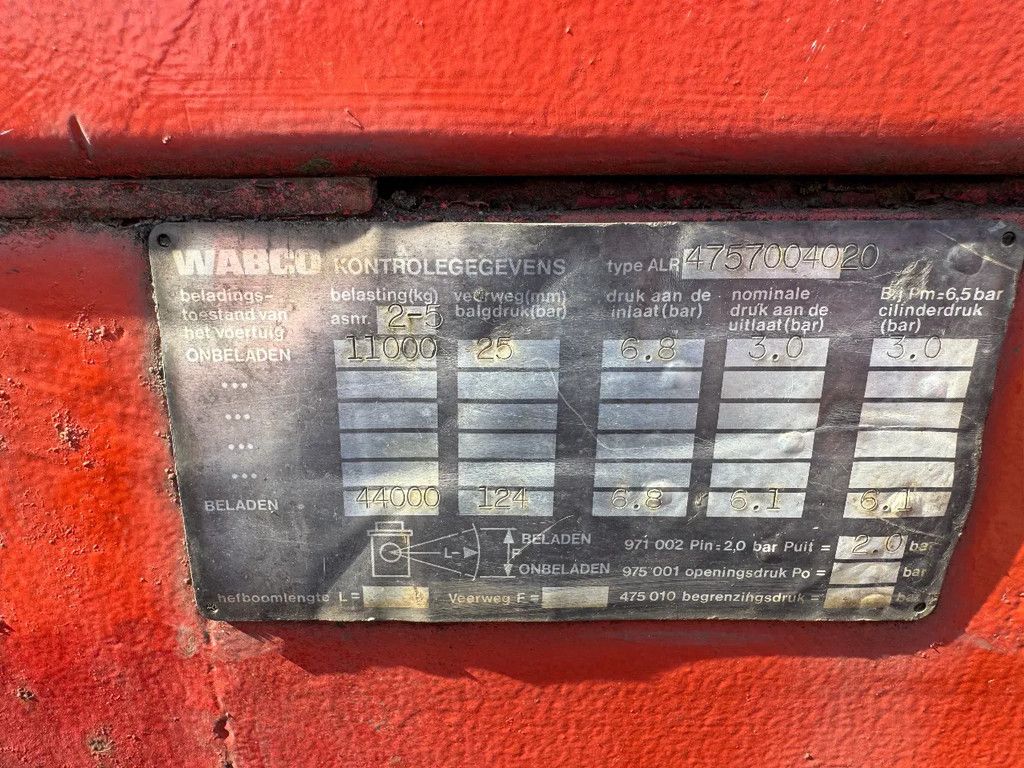 WABCO KONTROLEGEGEVENS type ALR 4757004020
beladings- belasting(kg) veerweg(mm) druk aan de nominale Bij Pm=6,5 bar
toestand van asnr. 2-5 balgdruk(bar) inlaat(bar) druk aan de cilinderdruk
het voertuig uitlaat(bar) (bar)
ONBELADEN 11000 25 6.8 3.0 3.0
...
...
...
...
BELADEN 44000 124 6.8 6.1 6.1
L F BELADEN 971 002 Pin=2,0 bar Puit = 2.0 bar
ONBELADEN 975 001 openingsdruk Po = bar
hefboomlengte L = Veerweg F = 475 010 begrenzingsdruk = bar